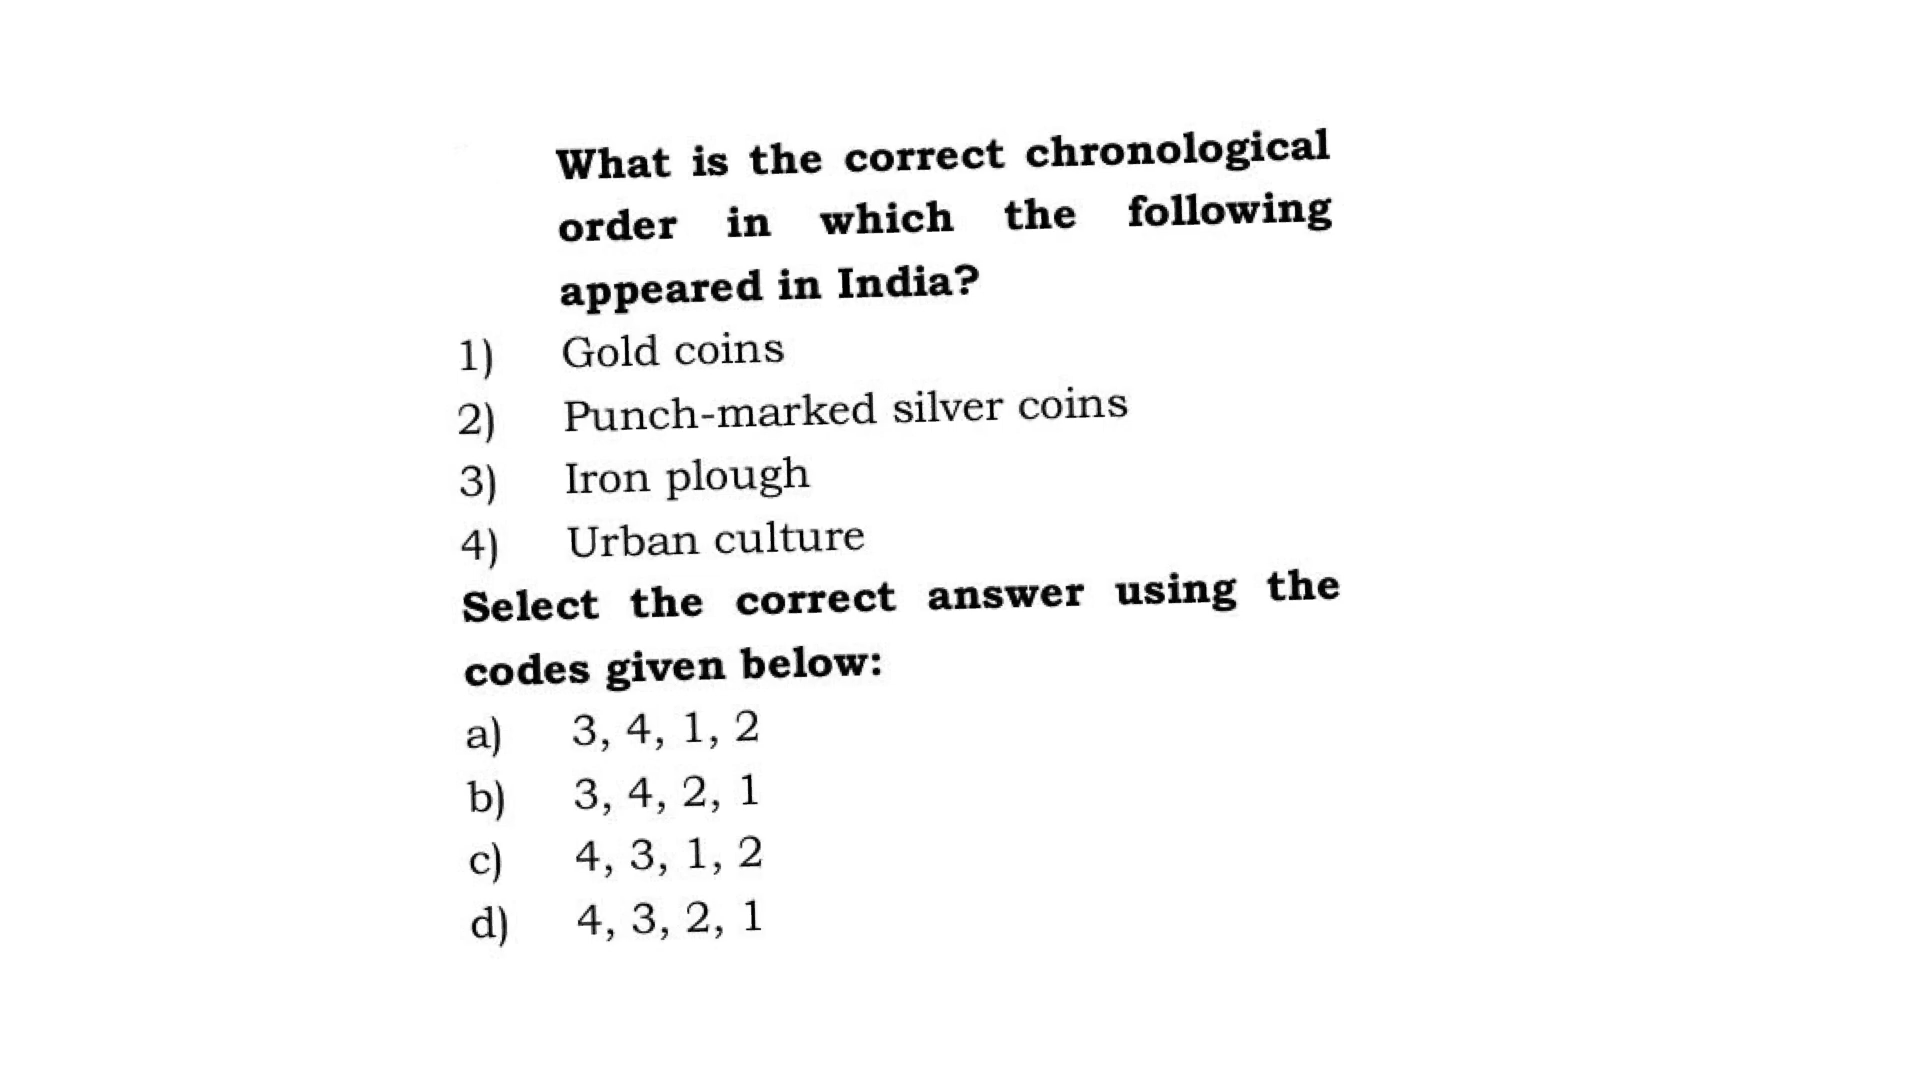 What is the correct chronological
order in which the following
appeared in India?
1) Gold coins
2) Punch-marked silver coins
3) Iron plough
4) Urban culture
Select the correct answer using the
codes given below:
a) 3, 4, 1, 2
b) 3, 4, 2, 1
c) 4, 3, 1, 2
d) 4, 3, 2, 1